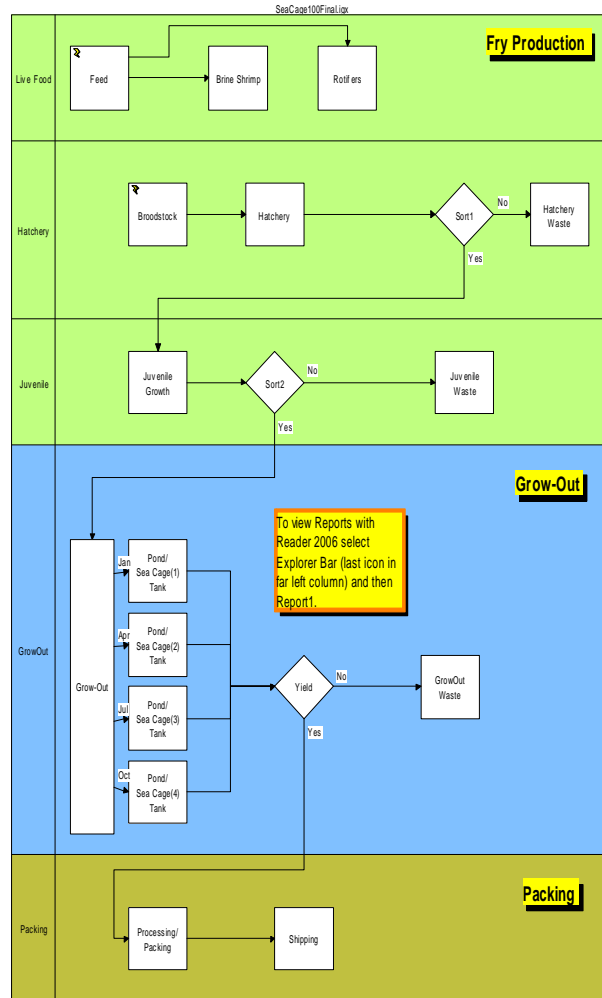 SeaCage100Final.igx
Fry Production
Live Food
Feed
Brine Shrimp
Rotifers
Hatchery
Broodstock
Hatchery
Sort1
No
Hatchery
Waste
Yes
Juvenile
Juvenile
Growth
Sort2
No
Juvenile
Waste
Yes
Grow-Out
To view Reports with
Reader 2006 select
Explorer Bar (last icon in
far left column) and then
Report1.
GrowOut
Grow-Out
Jan
Pond/
Sea Cage(1)
Tank
Apr
Pond/
Sea Cage(2)
Tank
Jul
Pond/
Sea Cage(3)
Tank
Oct
Pond/
Sea Cage(4)
Tank
Yield
No
GrowOut
Waste
Yes
Packing
Packing
Processing/
Packing
Shipping